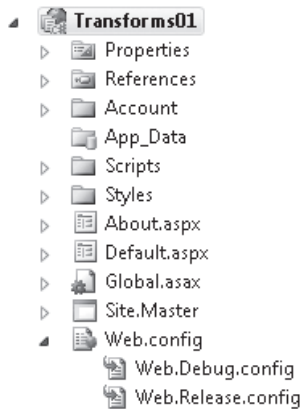 Transforms01
Properties
References
Account
App_Data
Scripts
Styles
About.aspx
Default.aspx
Global.asax
Site.Master
Web.config
Web.Debug.config
Web.Release.config